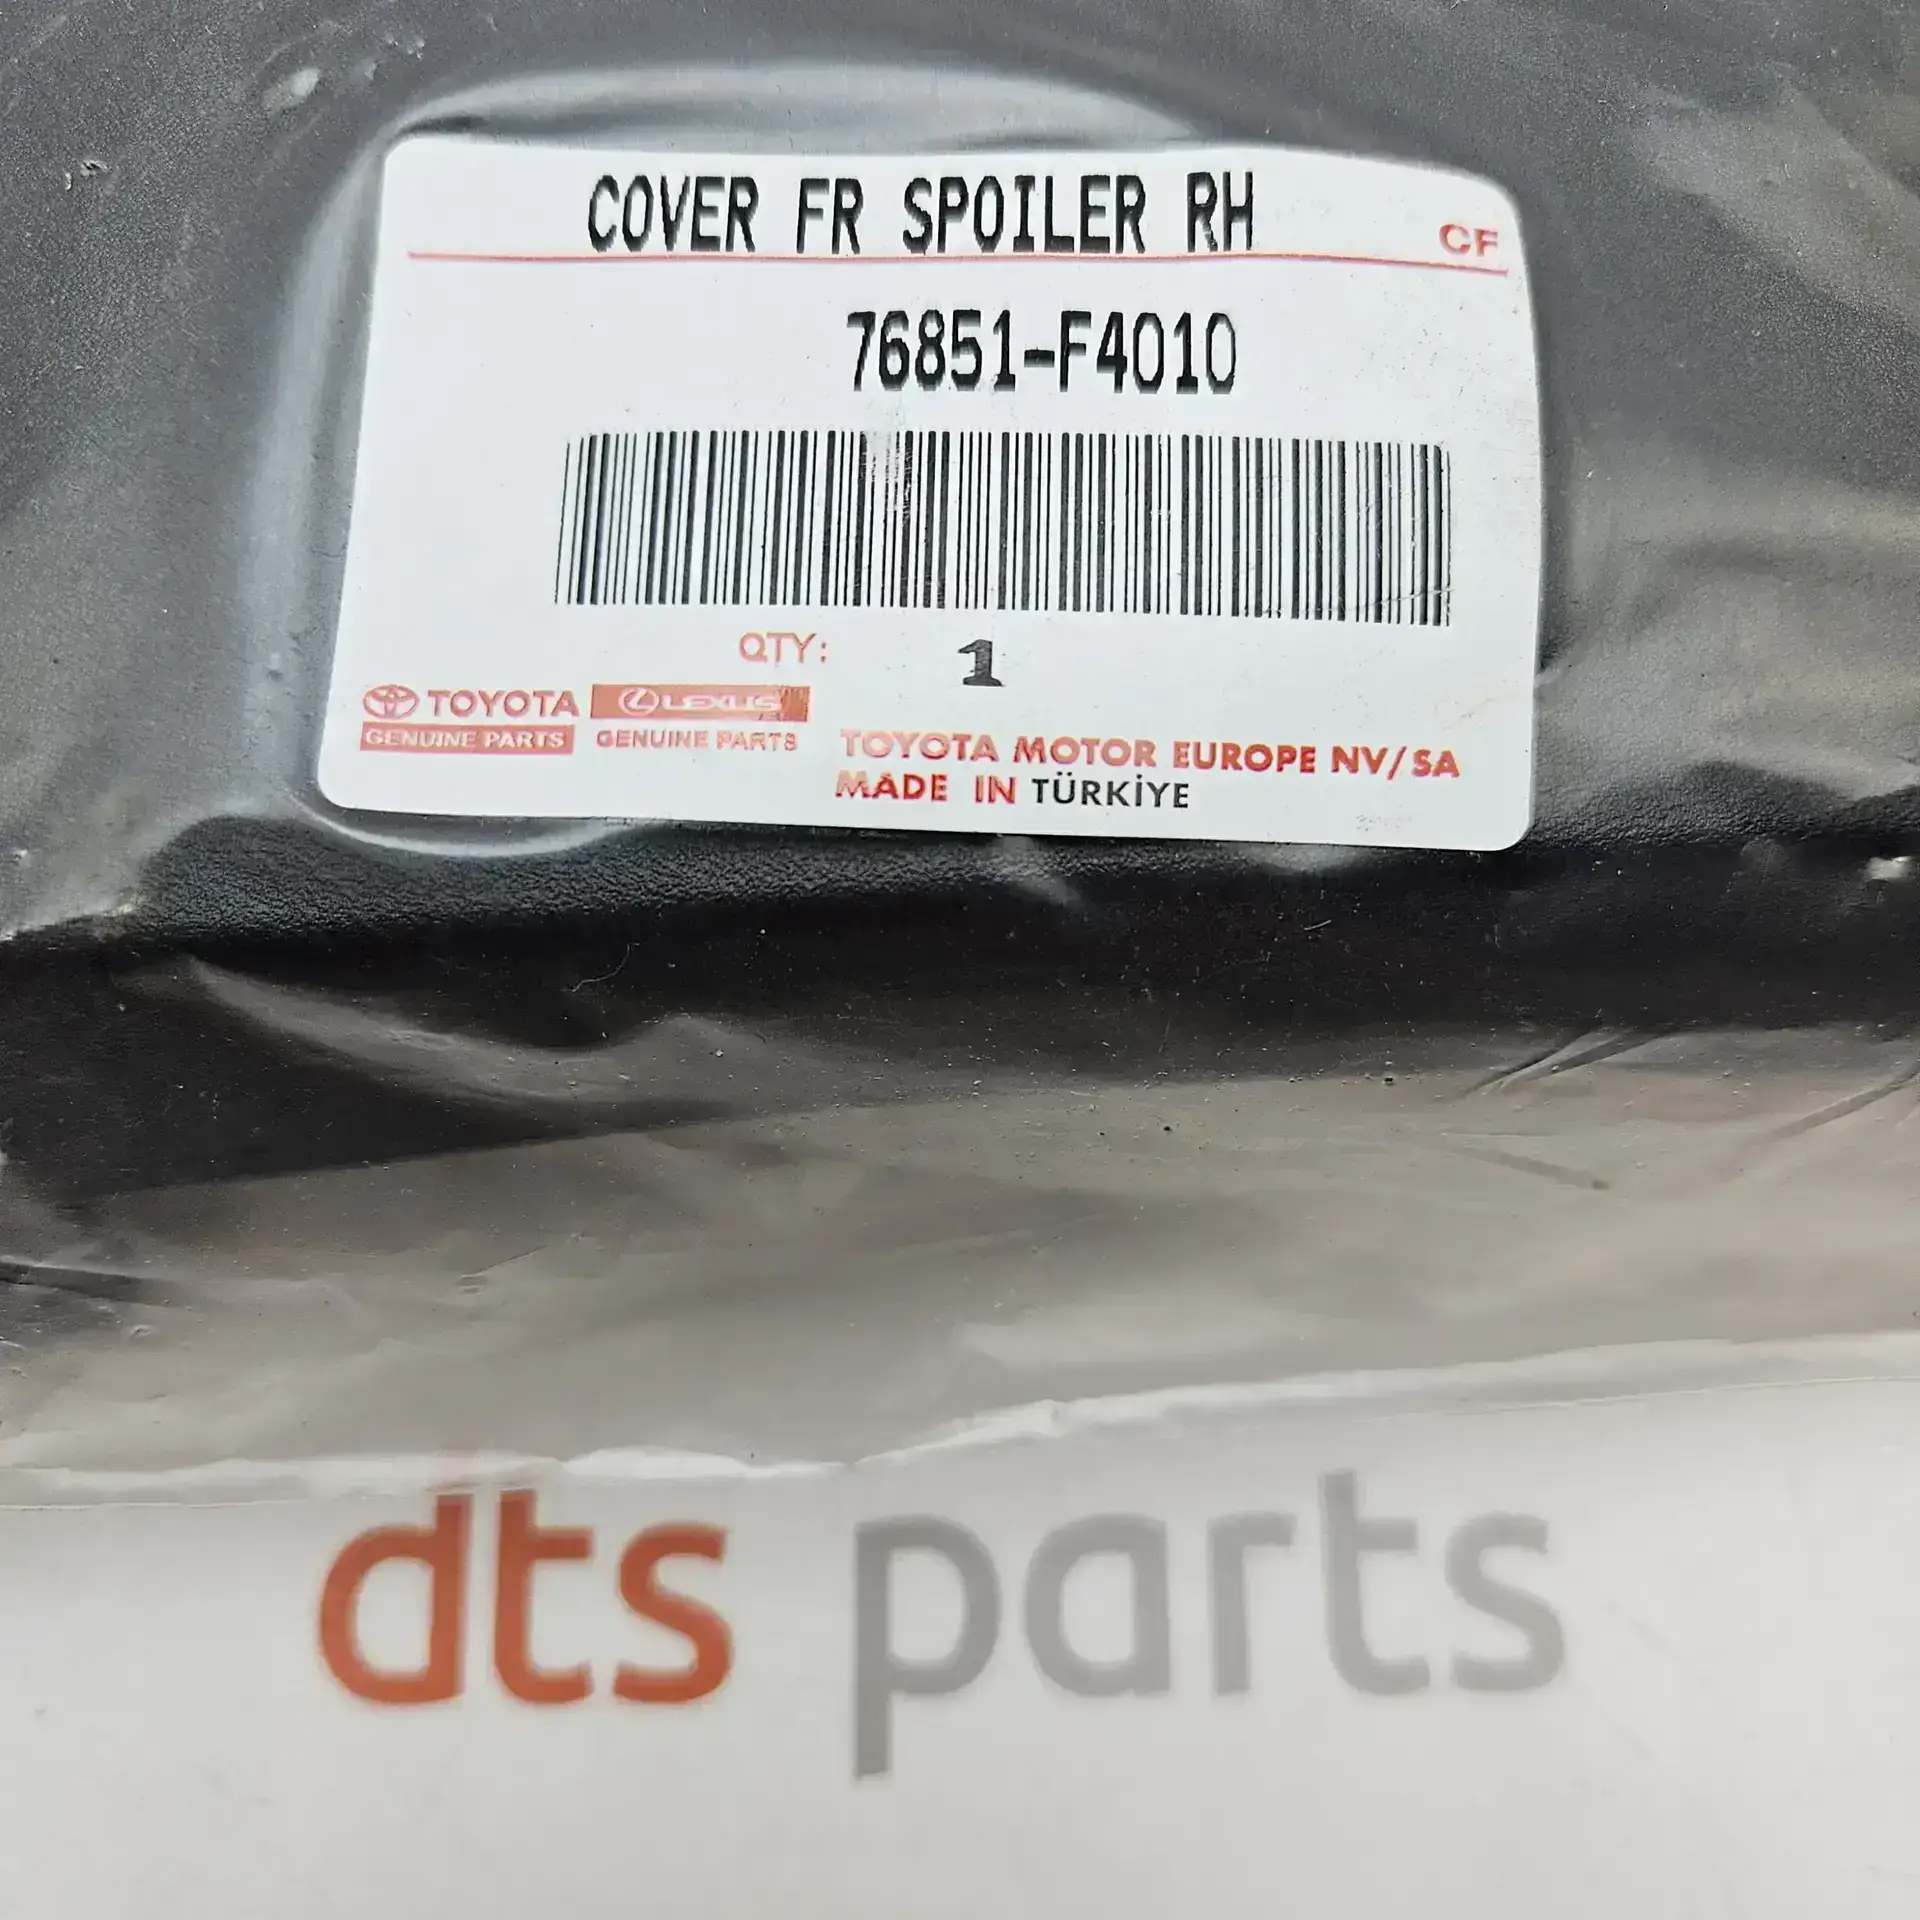 COVER FR SPOILER RH
CF
76851-F4010
QTY: 1
TOYOTA LEXUS
GENUINE PARTS GENUINE PARTS
TOYOTA MOTOR EUROPE NV/SA
MADE IN TÜRKİYE
dts parts